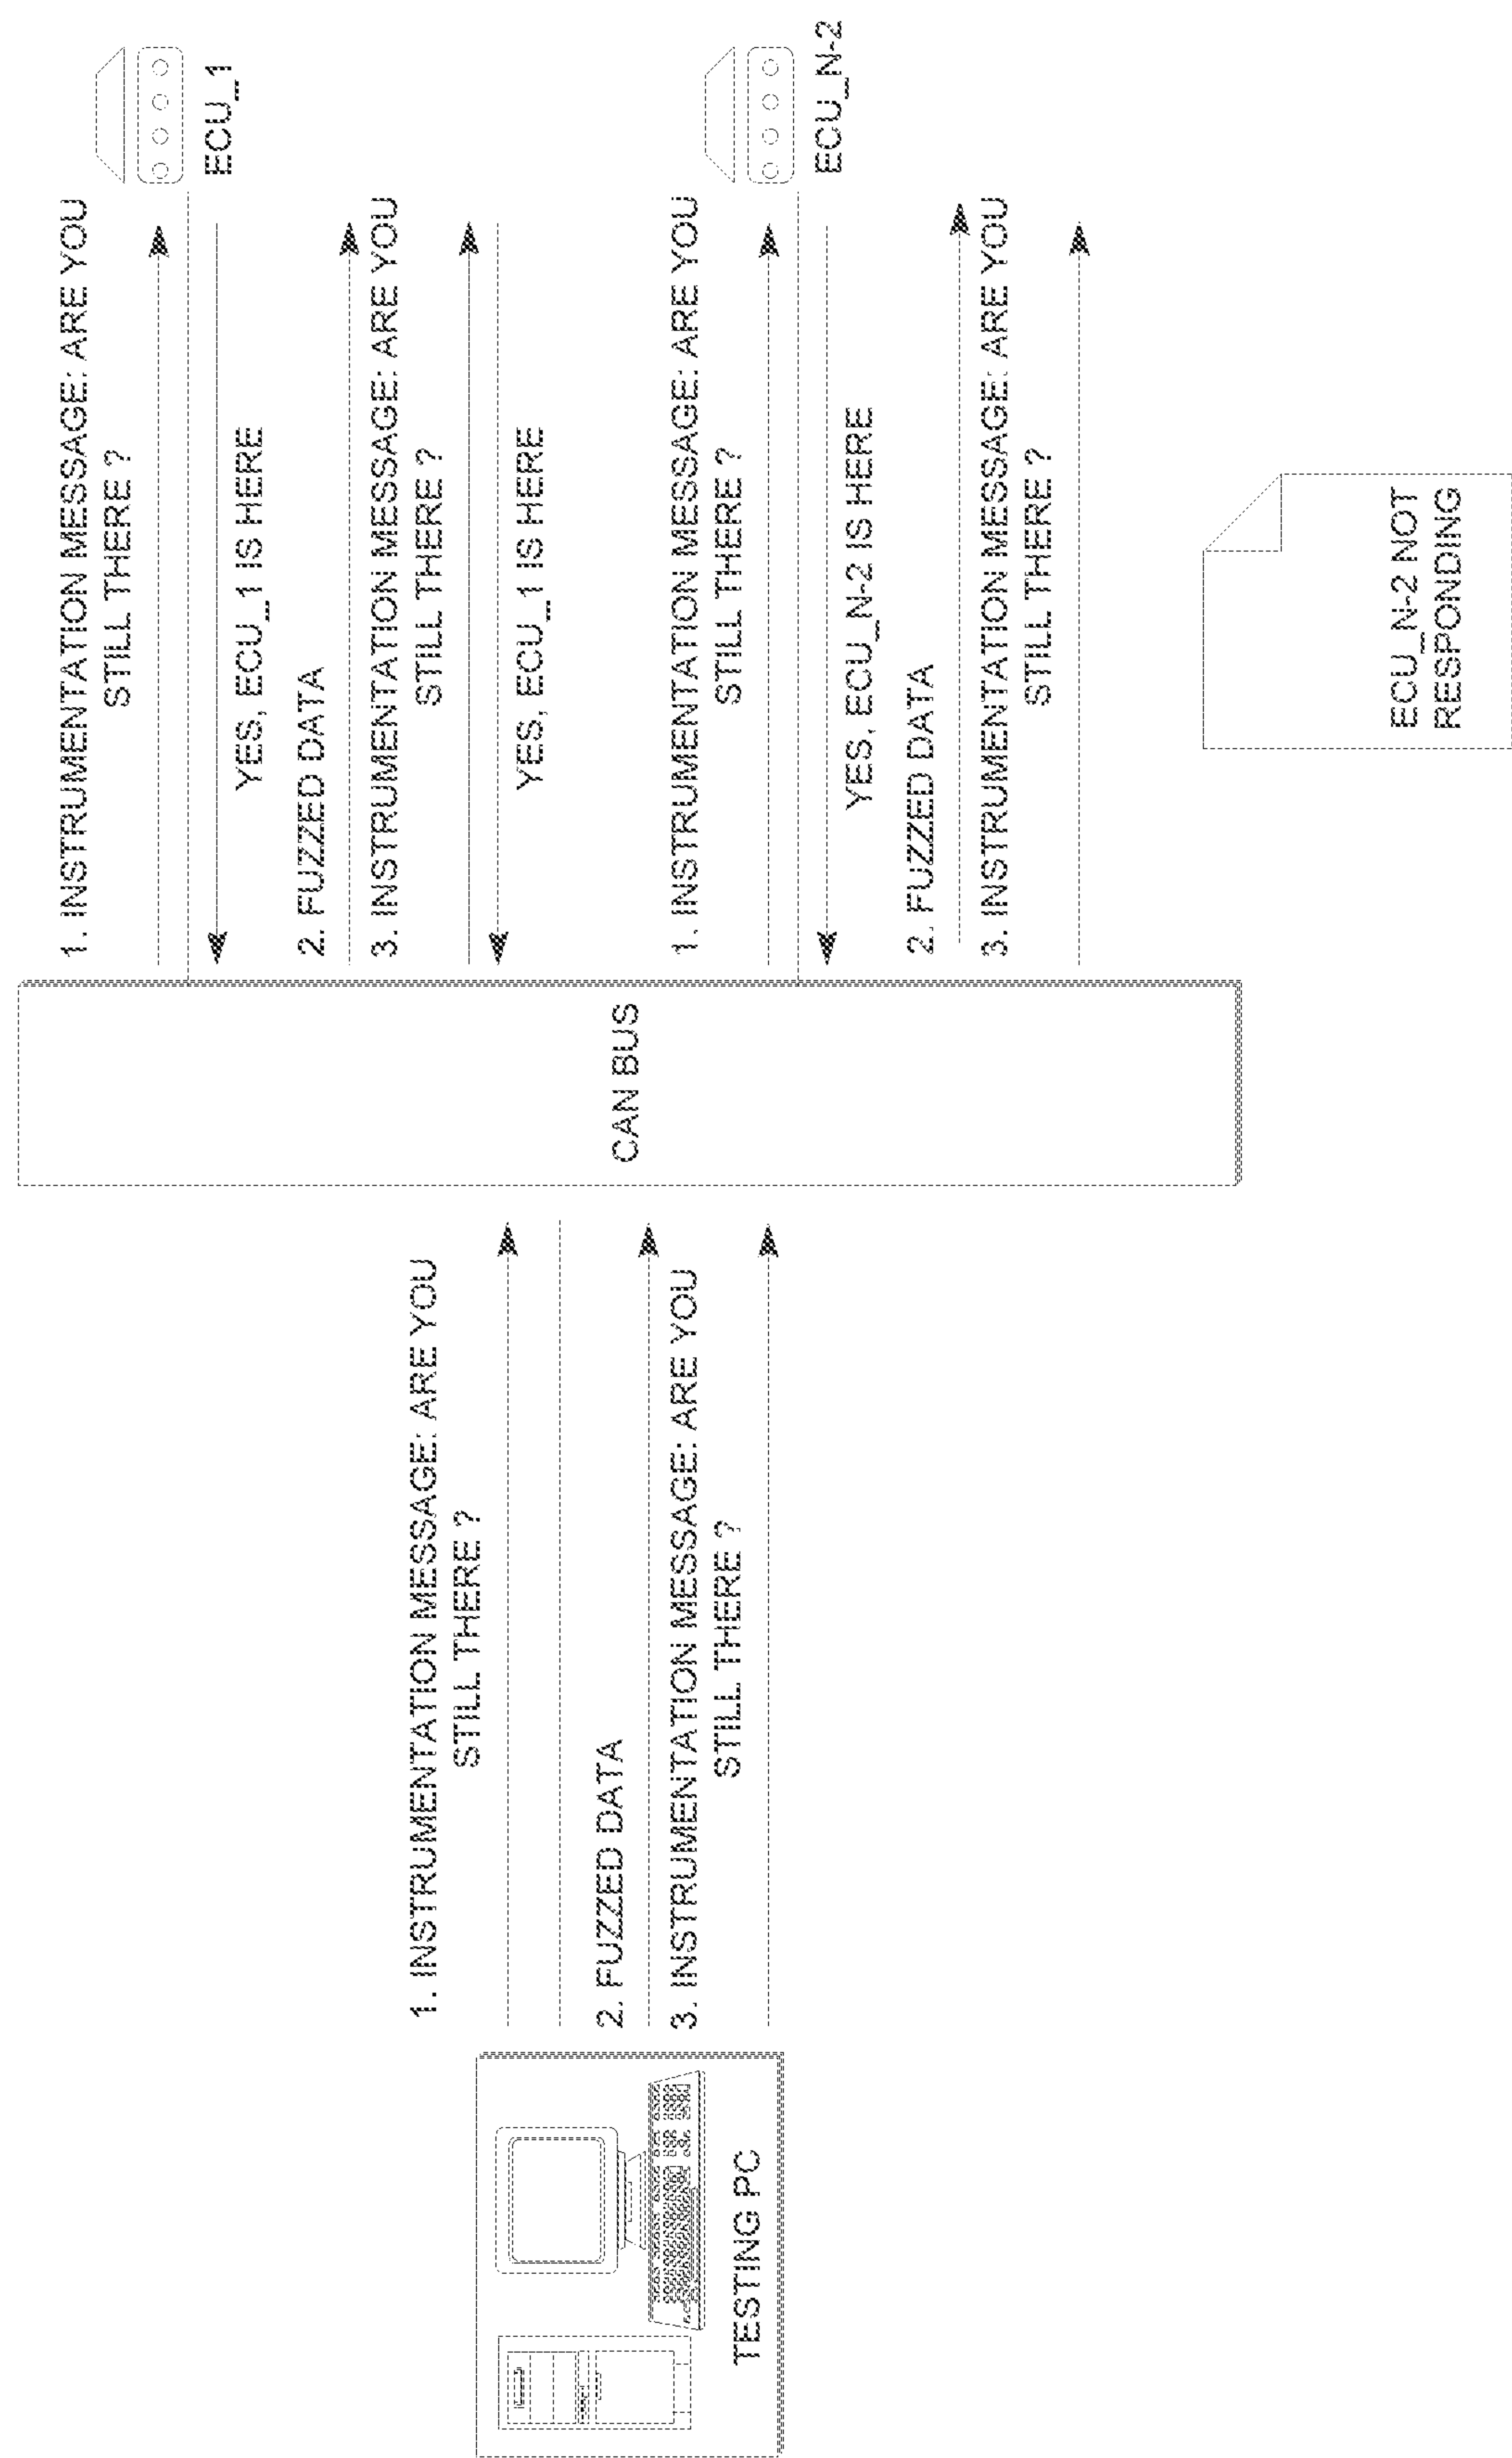 TESTING PC
1. INSTRUMENTATION MESSAGE: ARE YOU
STILL THERE ?
2. FUZZED DATA
3. INSTRUMENTATION MESSAGE: ARE YOU
STILL THERE ?
CAN BUS
1. INSTRUMENTATION MESSAGE: ARE YOU
STILL THERE ?
ECU_1
YES, ECU_1 IS HERE
2. FUZZED DATA
3. INSTRUMENTATION MESSAGE: ARE YOU
STILL THERE ?
YES, ECU_1 IS HERE
1. INSTRUMENTATION MESSAGE: ARE YOU
STILL THERE ?
ECU_N-2
YES, ECU_N-2 IS HERE
2. FUZZED DATA
3. INSTRUMENTATION MESSAGE: ARE YOU
STILL THERE ?
ECU_N-2 NOT
RESPONDING